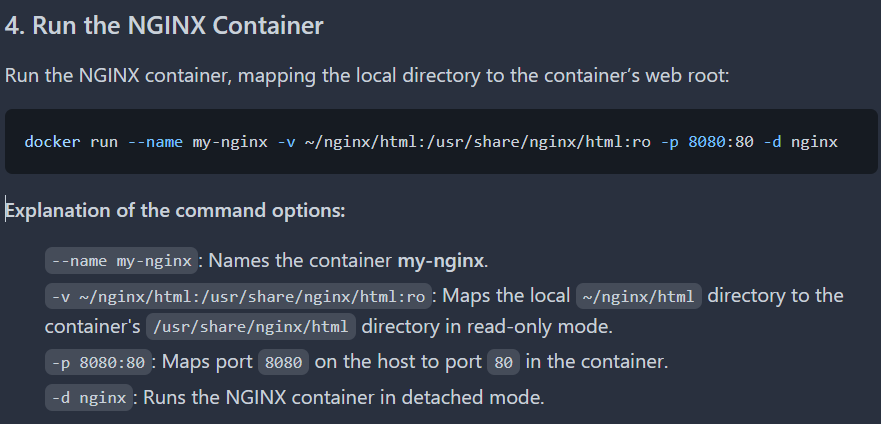 4. Run the NGINX Container
Run the NGINX container, mapping the local directory to the container’s web root:
docker run --name my-nginx -v ~/nginx/html:/usr/share/nginx/html:ro -p 8080:80 -d nginx
Explanation of the command options:
--name my-nginx: Names the container my-nginx.
-v ~/nginx/html:/usr/share/nginx/html:ro: Maps the local ~/nginx/html directory to the
container's /usr/share/nginx/html directory in read-only mode.
-p 8080:80: Maps port 8080 on the host to port 80 in the container.
-d nginx: Runs the NGINX container in detached mode.